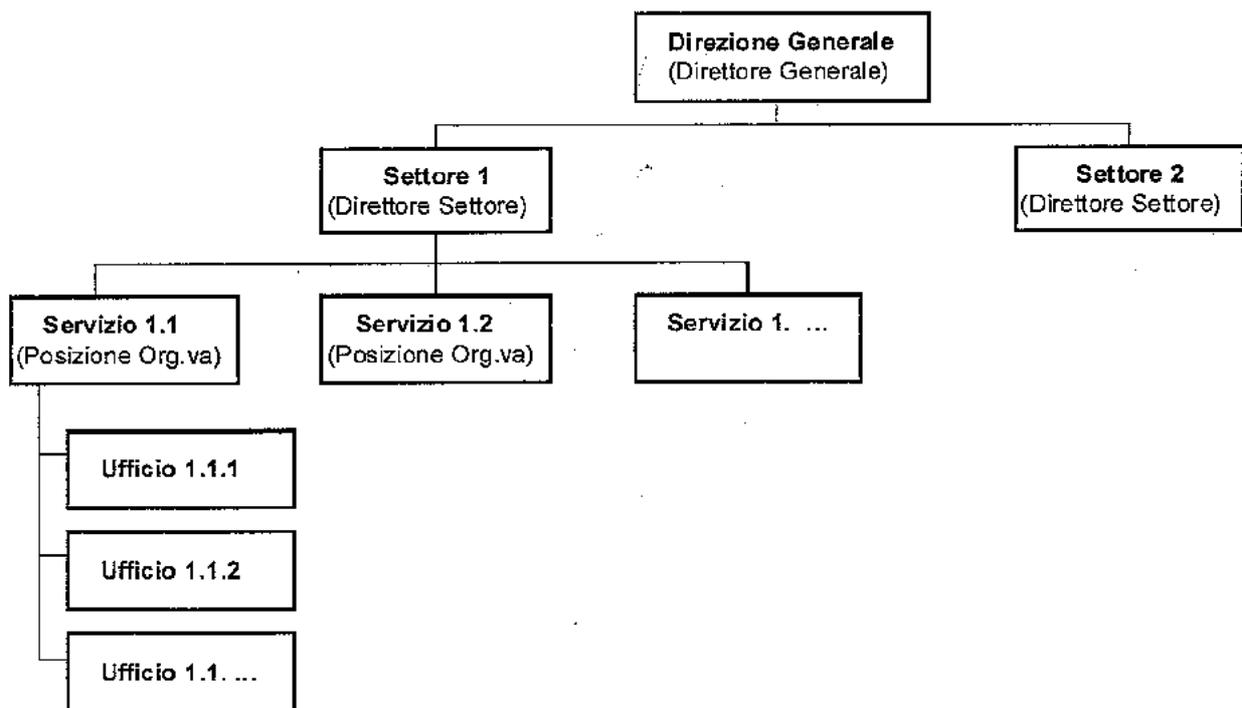 Direzione Generale
(Direttore Generale)
Settore 1
(Direttore Settore)
Settore 2
(Direttore Settore)
Servizio 1.1
(Posizione Org.va)
Servizio 1.2
(Posizione Org.va)
Servizio 1. ...
Ufficio 1.1.1
Ufficio 1.1.2
Ufficio 1.1. ...